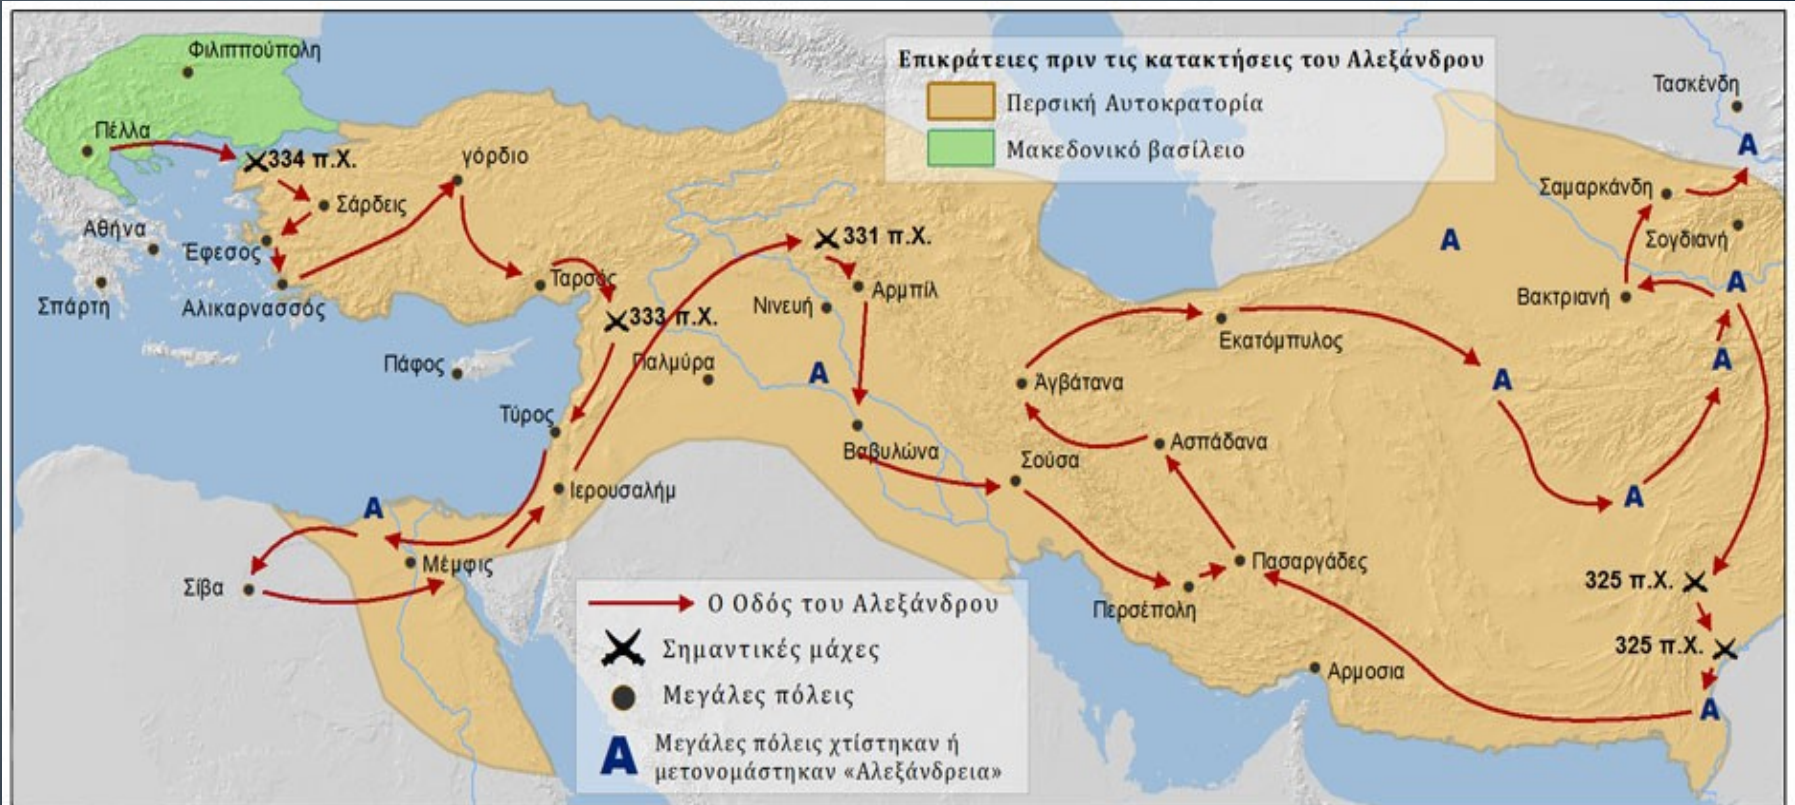 Φιλιππούπολη
Πέλλα
334 π.Χ.
γόρδιο
Σάρδεις
Αθήνα
Έφεσος
Σπάρτη
Αλικαρνασσός
Ταρσός
333 π.Χ.
Πάφος
Παλμύρα
Τύρος
Ιερουσαλήμ
A
Μέμφις
Σίβα
331 π.Χ.
Αρμπίλ
Νινευή
A
Βαβυλώνα
Σούσα
Άγβάτανα
Ασπάδανα
Περσέπολη
Πασαργάδες
Αρμοσια
Εκατόμπυλος
A
A
A
A
A
Βακτριανή
Σογδιανή
Σαμαρκάνδη
A
Τασκένδη
325 π.Χ.
325 π.Χ.
A
Επικράτειες πριν τις κατακτήσεις του Αλεξάνδρου
Περσική Αυτοκρατορία
Μακεδονικό βασίλειο
Ο Οδός του Αλεξάνδρου
Σημαντικές μάχες
Μεγάλες πόλεις
A
Μεγάλες πόλεις χτίστηκαν ή
μετονομάστηκαν «Αλεξάνδρεια»